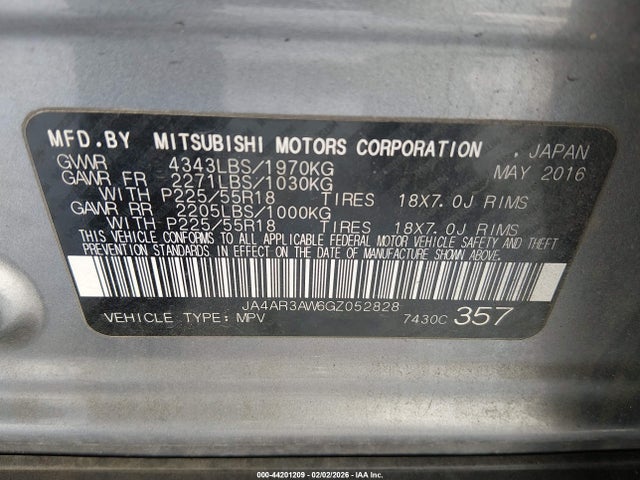 MFD.BY MITSUBISHI MOTORS CORPORATION . JAPAN
GVWR 4343LBS/1970KG MAY 2016
GAWR FR 2271LBS/1030KG
WITH P225/55R18 TIRES 18X7.0J RIMS
GAWR RR 2205LBS/1000KG
WITH P225/55R18 TIRES 18X7.0J RIMS
THIS VEHICLE CONFORMS TO ALL APPLICABLE FEDERAL MOTOR VEHICLE SAFETY AND THEFT
PREVENTION STANDARDS IN EFFECT ON THE DATE OF MANUFACTURE SHOWN ABOVE.
JA4AR3AW6GZ052828
VEHICLE TYPE: MPV 7430C 357
000-44201209 - 02/02/2026 - IAA Inc.